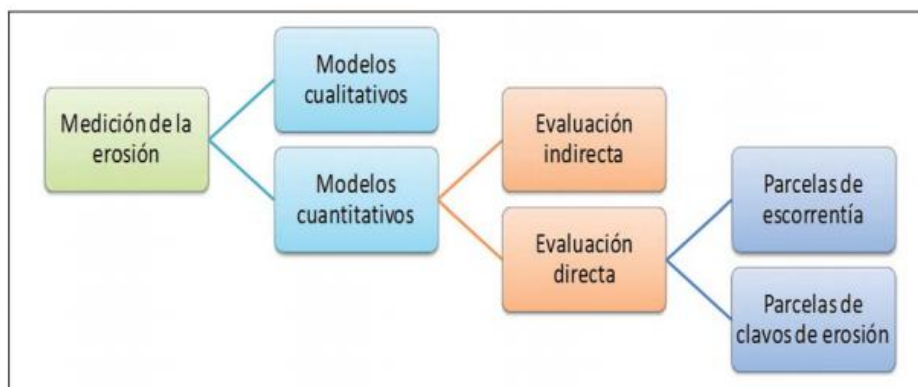 Medición de la
erosión
Modelos
cualitativos
Modelos
cuantitativos
Evaluación
indirecta
Evaluación
directa
Parcelas de
escorrentía
Parcelas de
clavos de erosión